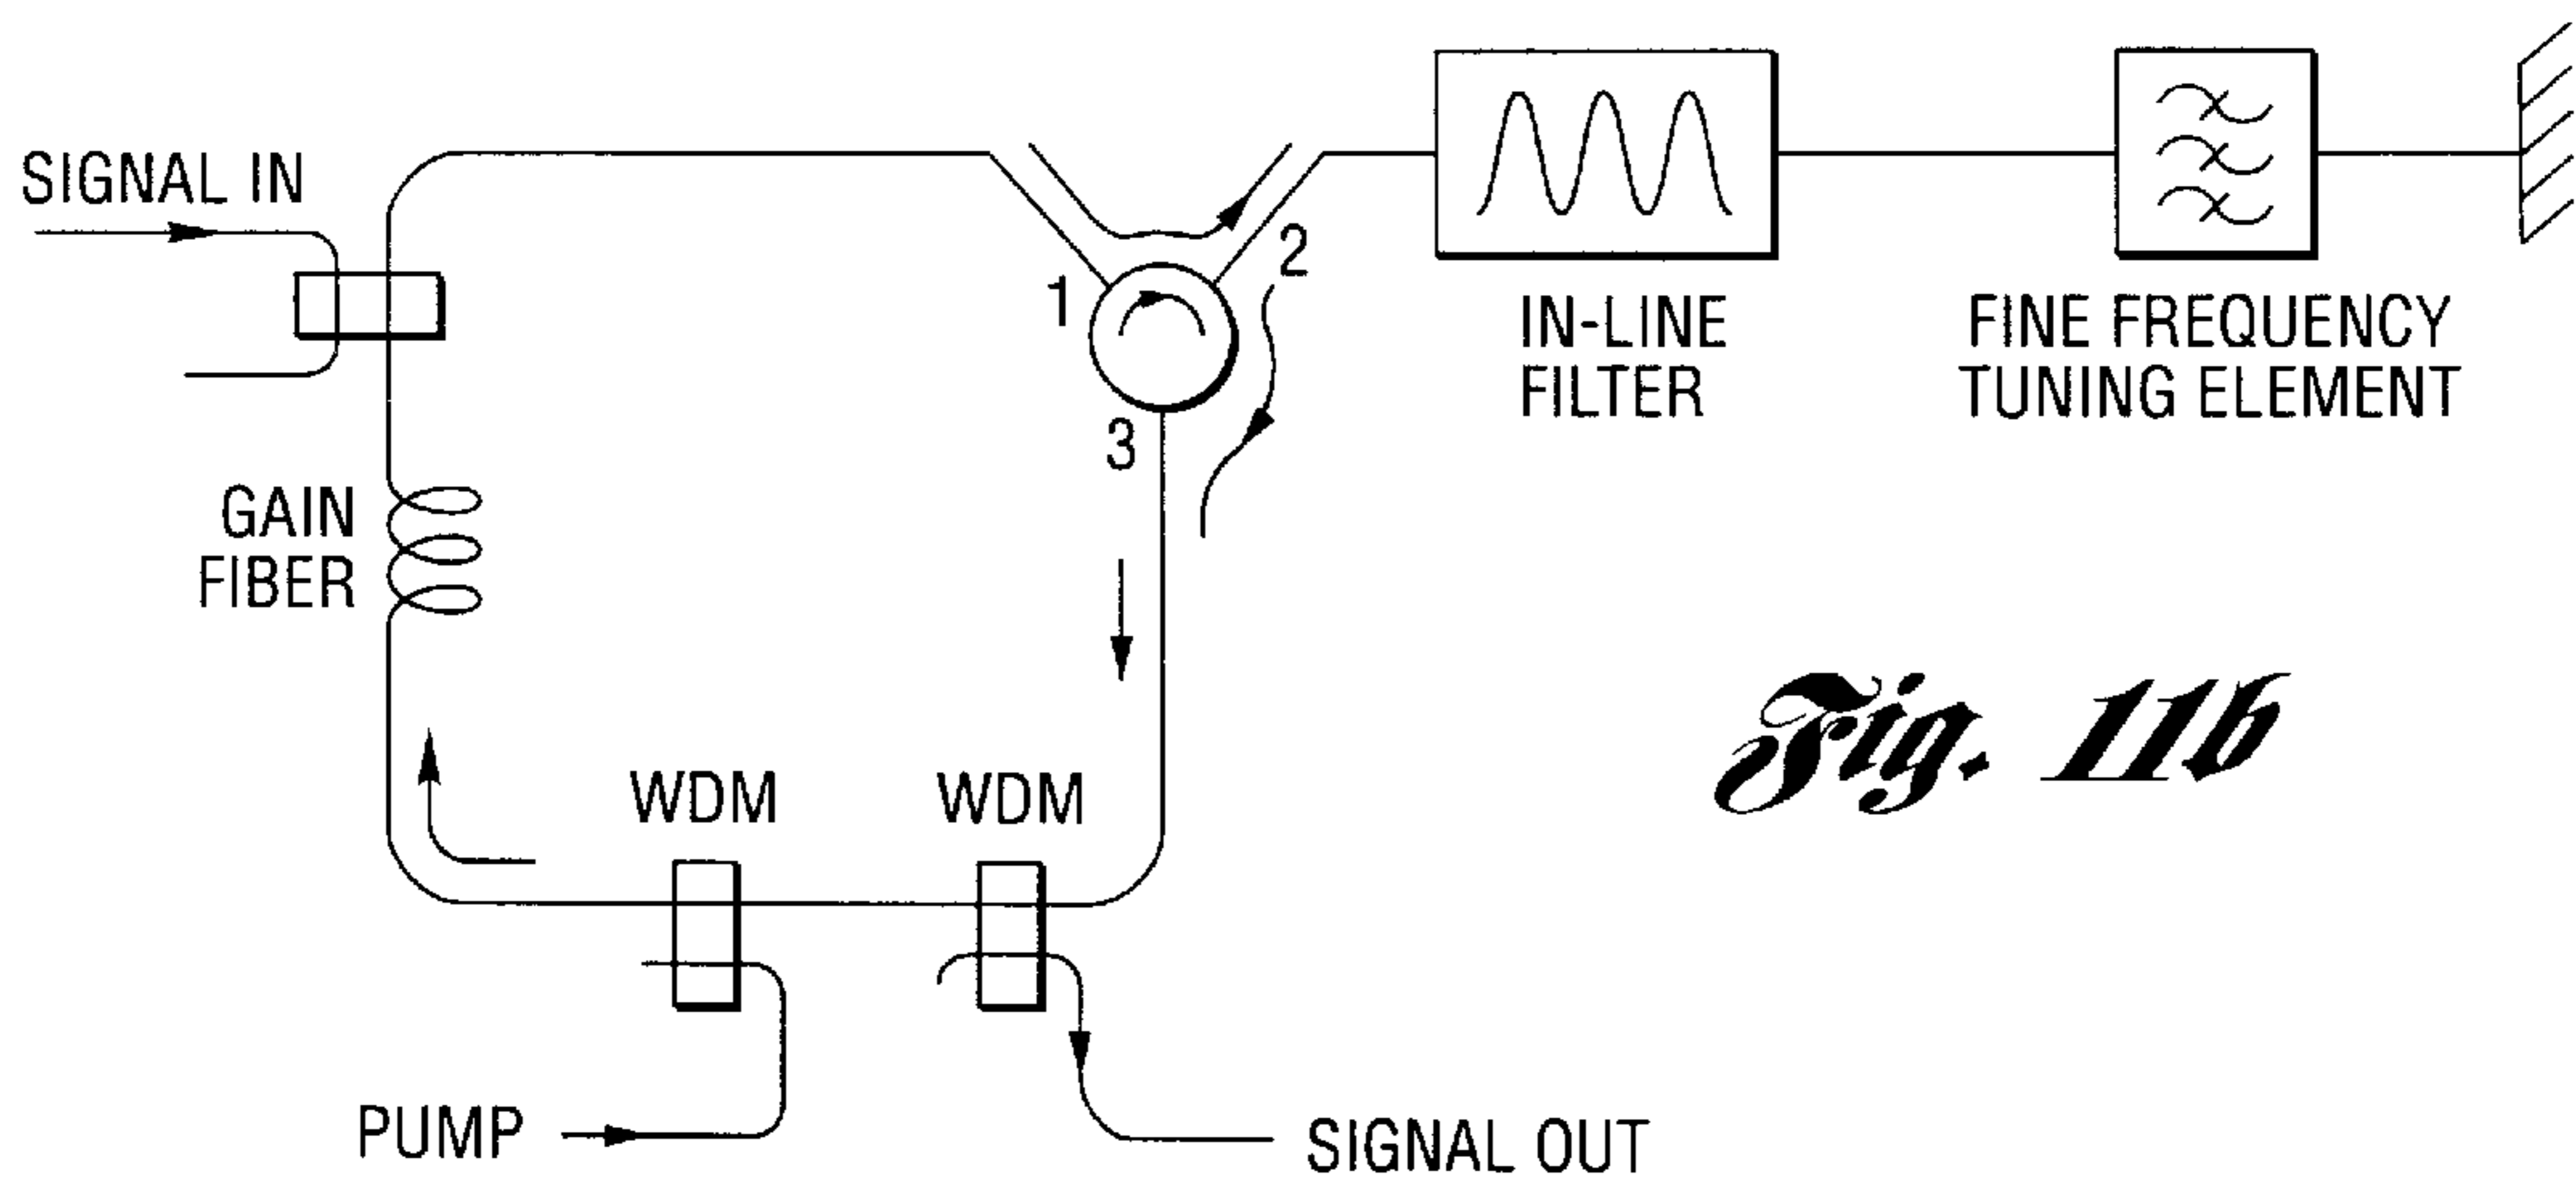 SIGNAL IN
1
2
3
IN-LINE
FILTER
FINE FREQUENCY
TUNING ELEMENT
GAIN
FIBER
WDM
WDM
PUMP
SIGNAL OUT
Fig. 11b